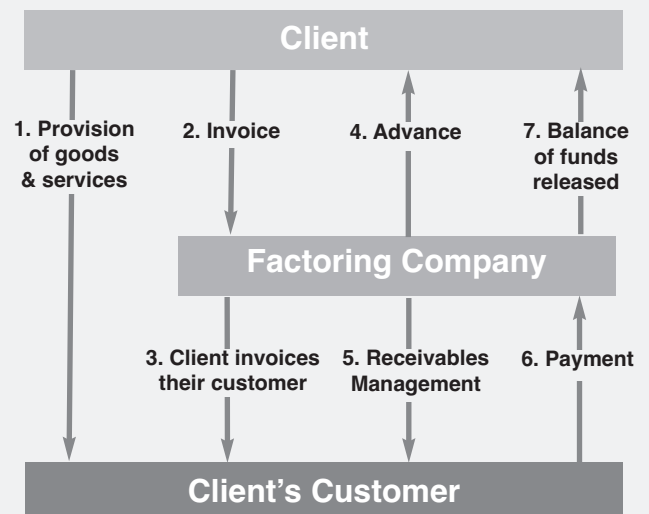 Client
1. Provision
of goods
& services
2. Invoice
4. Advance
7. Balance
of funds
released
Factoring Company
3. Client invoices
their customer
5. Receivables
Management
6. Payment
Client's Customer